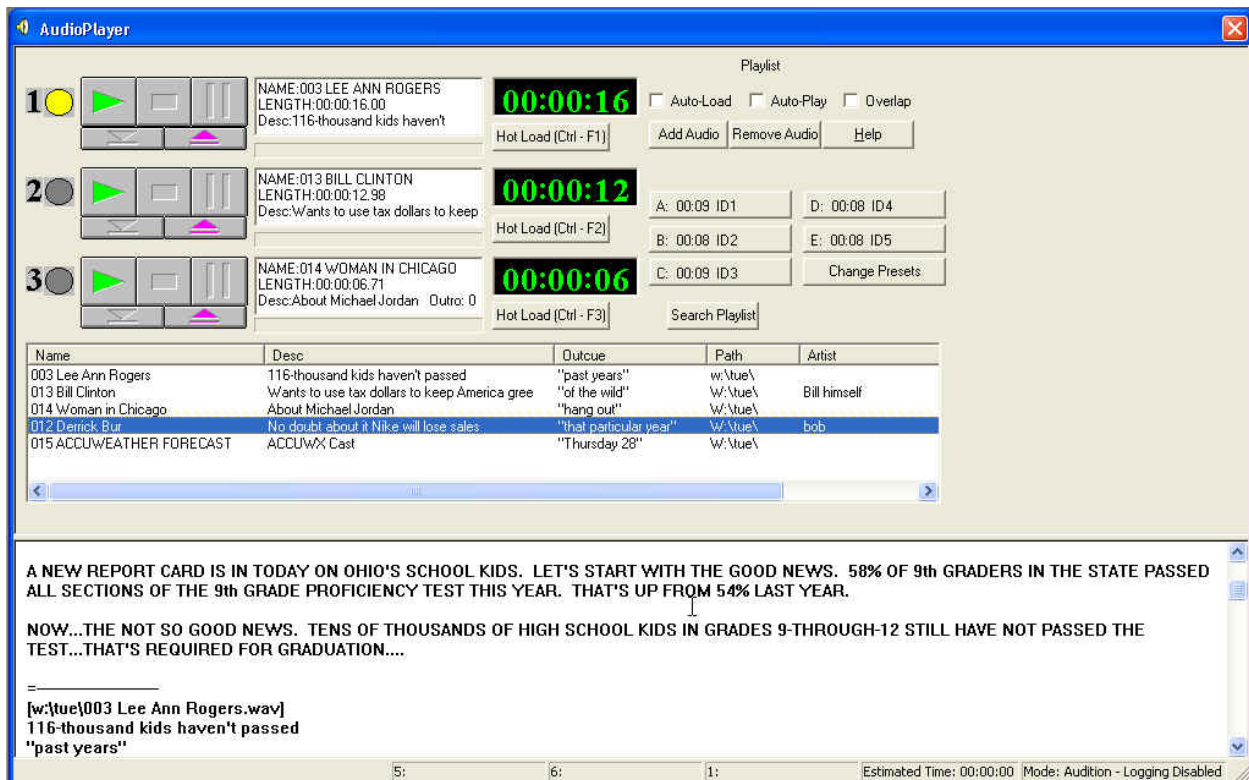 AudioPlayer
Playlist
1
NAME:003 LEE ANN ROGERS
LENGTH:00:00:16.00
Desc:116-thousand kids haven't
00:00:16
Hot Load (Ctrl - F1)
Auto-Load Auto-Play Overlap
Add Audio Remove Audio Help
2
NAME:013 BILL CLINTON
LENGTH:00:00:12.98
Desc:Wants to use tax dollars to keep
00:00:12
Hot Load (Ctrl - F2)
A: 00:09 ID1 D: 00:08 ID4
B: 00:08 ID2 E: 00:08 ID5
C: 00:09 ID3 Change Presets
3
NAME:014 WOMAN IN CHICAGO
LENGTH:00:00:06.71
Desc:About Michael Jordan Outro: 0
00:00:06
Hot Load (Ctrl - F3)
Search Playlist
Name Desc Outcue Path Artist
003 Lee Ann Rogers 116-thousand kids haven't passed "past years" w:\tue\
013 Bill Clinton Wants to use tax dollars to keep America gree "of the wild" W:\tue\ Bill himself
014 Woman in Chicago About Michael Jordan "hang out" W:\tue\
012 Derrick Bur No doubt about it Nike will lose sales "that particular year" W:\tue\ bob
015 ACCUWEATHER FORECAST ACCUWX Cast "Thursday 28" W:\tue\
A NEW REPORT CARD IS IN TODAY ON OHIO'S SCHOOL KIDS. LET'S START WITH THE GOOD NEWS. 58% OF 9th GRADERS IN THE STATE PASSED
ALL SECTIONS OF THE 9th GRADE PROFICIENCY TEST THIS YEAR. THAT'S UP FROM 54% LAST YEAR.
NOW...THE NOT SO GOOD NEWS. TENS OF THOUSANDS OF HIGH SCHOOL KIDS IN GRADES 9-THROUGH-12 STILL HAVE NOT PASSED THE
TEST...THAT'S REQUIRED FOR GRADUATION....
=---------------
[w:\tue\003 Lee Ann Rogers.wav]
116-thousand kids haven't passed
"past years"
5: 6: 1: Estimated Time: 00:00:00 Mode: Audition - Logging Disabled